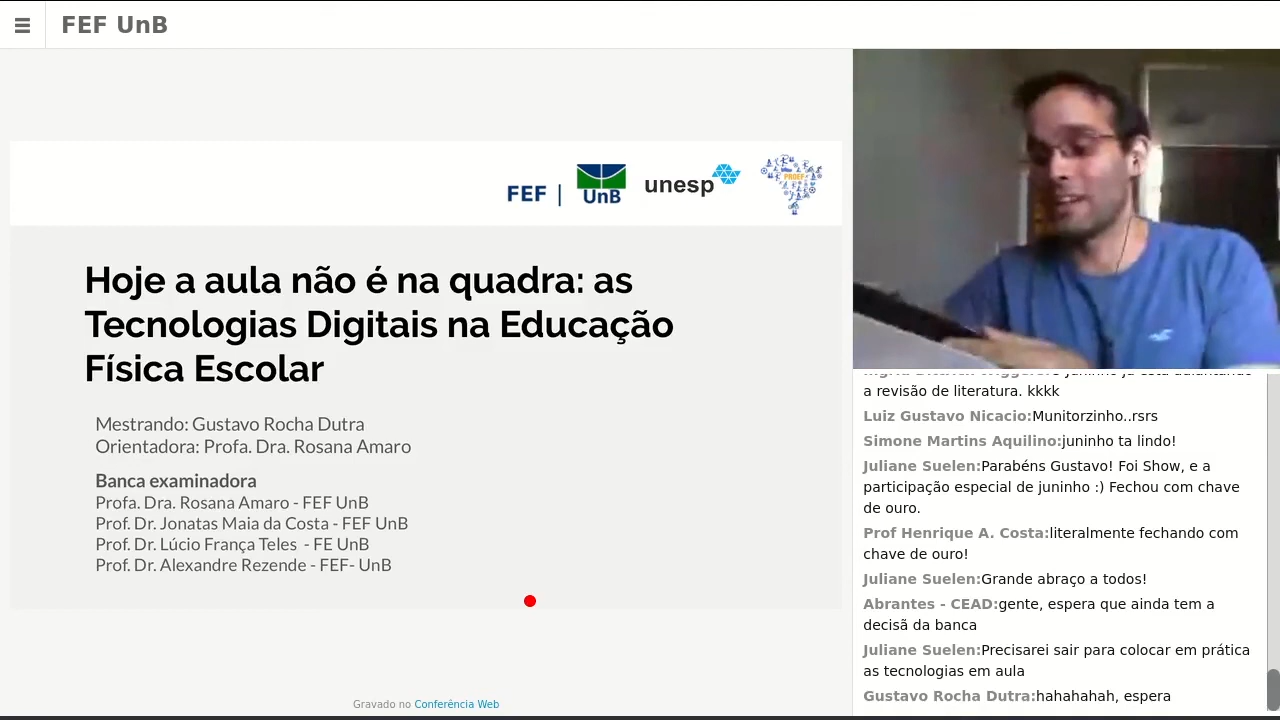 FEF UnB
FEF |
UnB
unesp
PROEF
Hoje a aula não é na quadra: as
Tecnologias Digitais na Educação
Física Escolar
Mestrando: Gustavo Rocha Dutra
Orientadora: Profa. Dra. Rosana Amaro
Banca examinadora
Profa. Dra. Rosana Amaro - FEF UnB
Prof. Dr. Jonatas Maia da Costa - FEF UnB
Prof. Dr. Lúcio França Teles - FE UnB
Prof. Dr. Alexandre Rezende - FEF- UnB
Gravado no Conferência Web
a revisão de literatura. kkkk
Luiz Gustavo Nicacio:Munitorzinho..rsrs
Simone Martins Aquilino:juninho ta lindo!
Juliane Suelen:Parabéns Gustavo! Foi Show, e a
participação especial de juninho :) Fechou com chave
de ouro.
Prof Henrique A. Costa:literalmente fechando com
chave de ouro!
Juliane Suelen:Grande abraço a todos!
Abrantes - CEAD:gente, espera que ainda tem a
decisã da banca
Juliane Suelen:Precisarei sair para colocar em prática
as tecnologias em aula
Gustavo Rocha Dutra:hahahahah, espera